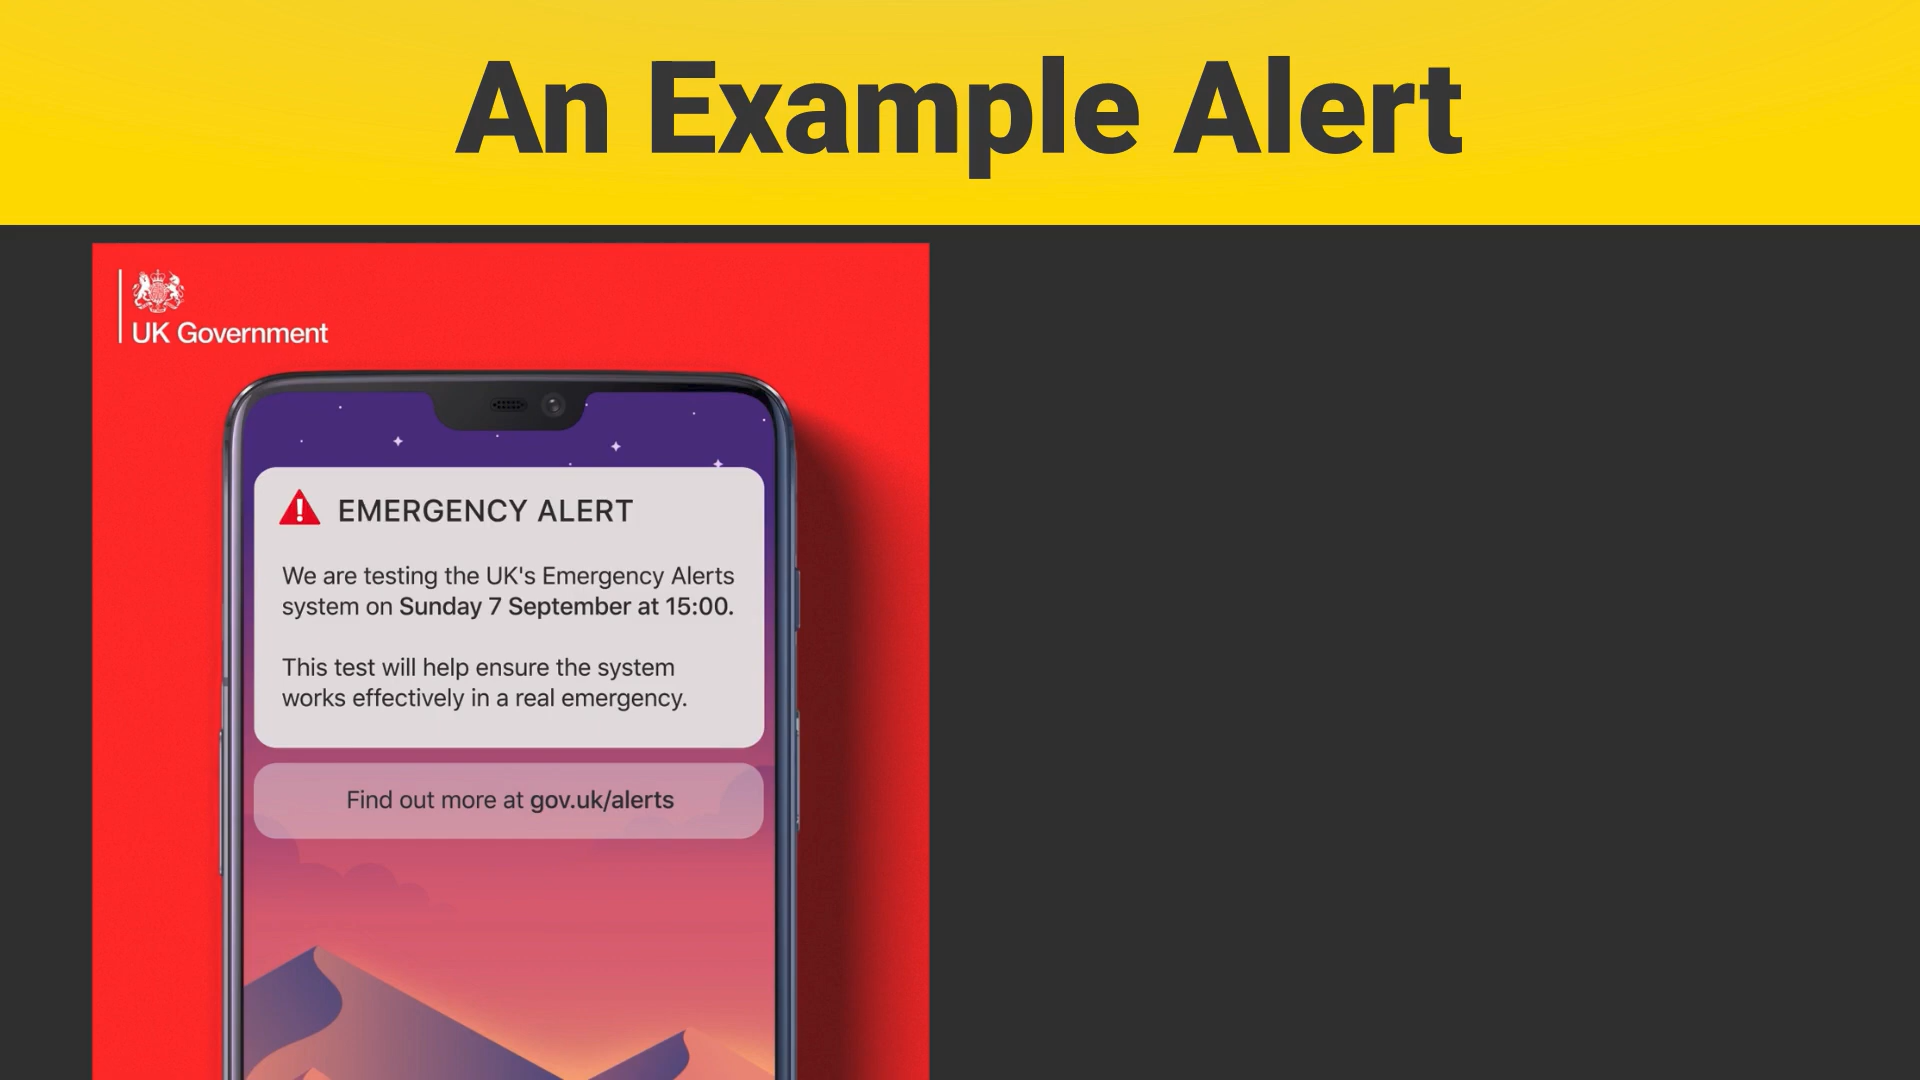 An Example Alert
UK Government
EMERGENCY ALERT
We are testing the UK's Emergency Alerts
system on Sunday 7 September at 15:00.
This test will help ensure the system
works effectively in a real emergency.
Find out more at gov.uk/alerts